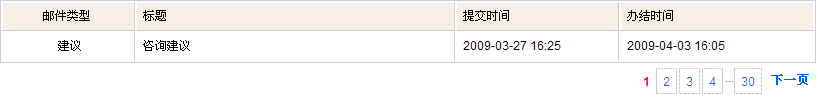 邮件类型 标题 提交时间 办结时间
建议 咨询建议 2009-03-27 16:25 2009-04-03 16:05
1 2 3 4 ... 30 下一页